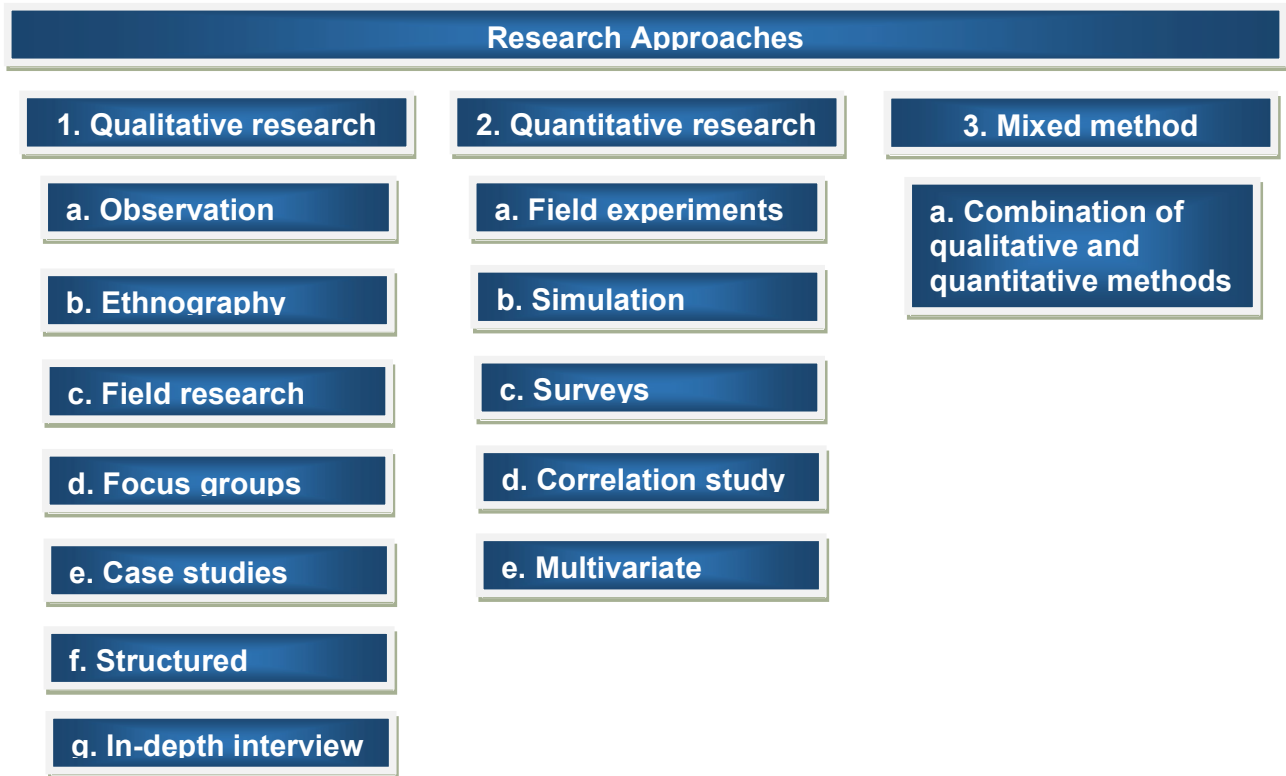 Research Approaches
1. Qualitative research
a. Observation
b. Ethnography
c. Field research
d. Focus groups
e. Case studies
f. Structured
g. In-depth interview
2. Quantitative research
a. Field experiments
b. Simulation
c. Surveys
d. Correlation study
e. Multivariate
3. Mixed method
a. Combination of
qualitative and
quantitative methods